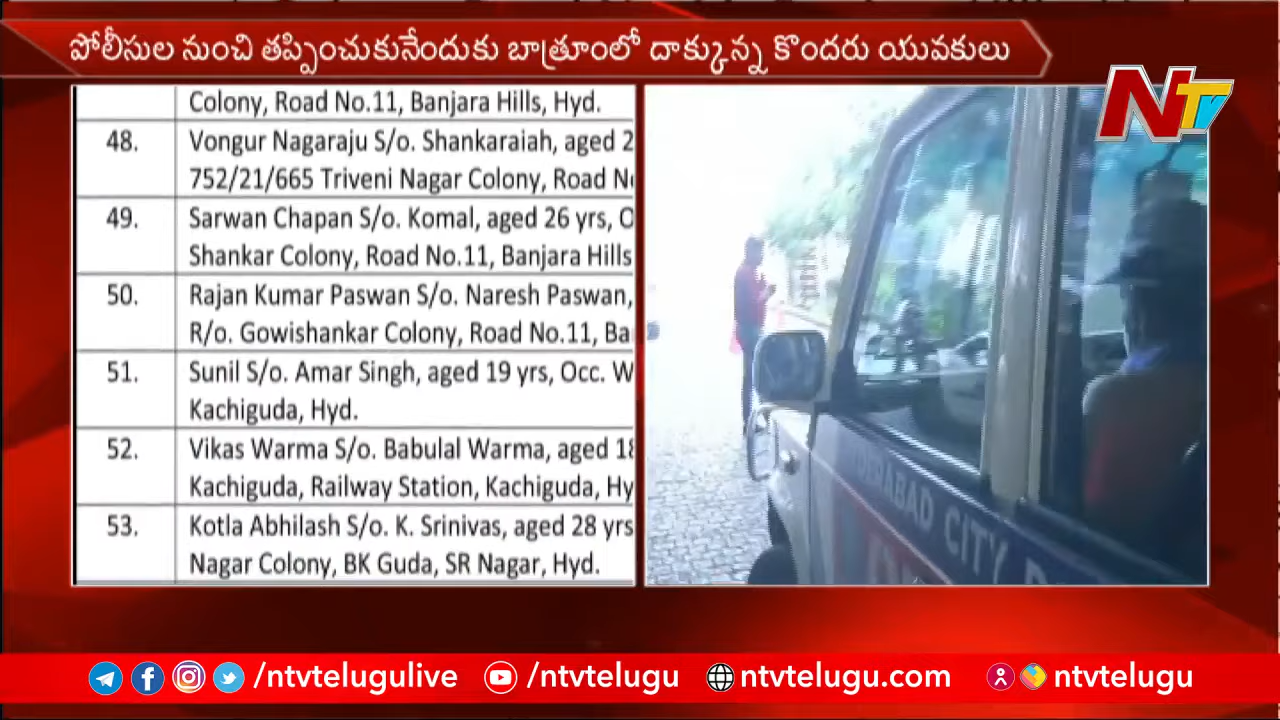 పోలీసుల నుంచి తప్పించుకునేందుకు బాత్రూంలో దాక్కున్న కొందరు యువకులు
NTV
Colony, Road No.11, Banjara Hills, Hyd.
48. Vongur Nagaraju S/o. Shankaraiah, aged 2
752/21/665 Triveni Nagar Colony, Road
49. Sarwan Chapan S/o. Komal, aged 26 yrs,
Shankar Colony, Road No.11, Banjara Hills
50. Rajan Kumar Paswan S/o. Naresh Paswan,
R/o. Gowishankar Colony, Road No.11,
51. Sunil S/o. Amar Singh, aged 19 yrs, Occ. W
Kachiguda, Hyd.
52. Vikas Warma S/o. Babulal Warma, aged 18
Kachiguda, Railway Station, Kachiguda, Hy
53. Kotla Abhilash S/o. K. Srinivas, aged 28 yrs
Nagar Colony, BK Guda, SR Nagar, Hyd.
CITY
/ntvtelugulive /ntvtelugu ntvtelugu.com ntvtelugu